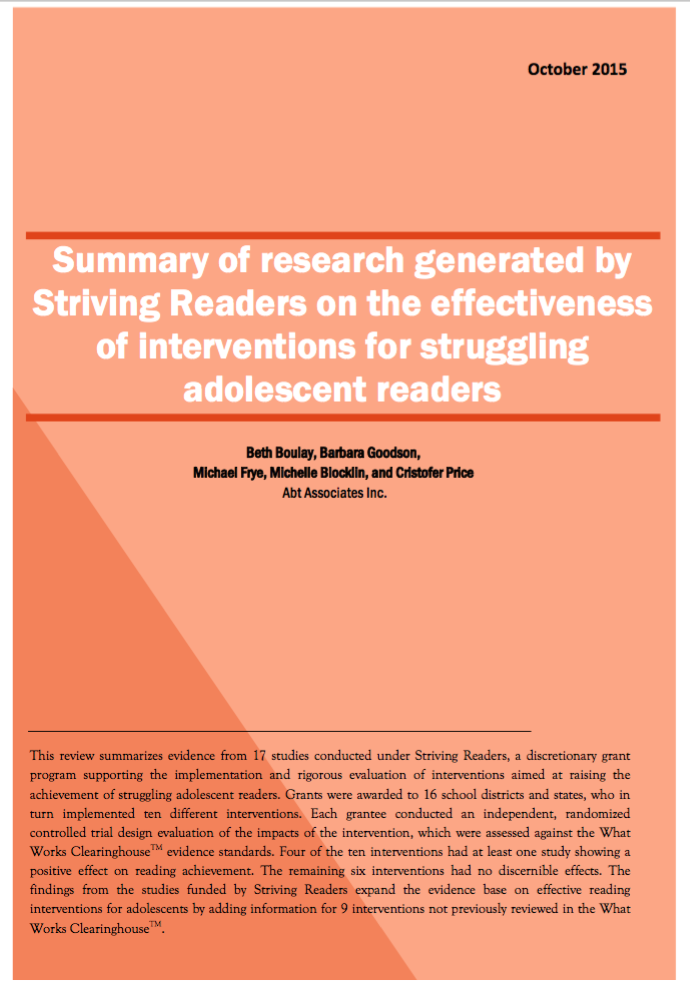 October 2015
Summary of research generated by
Striving Readers on the effectiveness
of interventions for struggling
adolescent readers
Beth Boulay, Barbara Goodson,
Michael Frye, Michelle Blocklin, and Cristofer Price
Abt Associates Inc.
This review summarizes evidence from 17 studies conducted under Striving Readers, a discretionary grant
program supporting the implementation and rigorous evaluation of interventions aimed at raising the
achievement of struggling adolescent readers. Grants were awarded to 16 school districts and states, who in
turn implemented ten different interventions. Each grantee conducted an independent, randomized
controlled trial design evaluation of the impacts of the intervention, which were assessed against the What
Works Clearinghouse™ evidence standards. Four of the ten interventions had at least one study showing a
positive effect on reading achievement. The remaining six interventions had no discernible effects. The
findings from the studies funded by Striving Readers expand the evidence base on effective reading
interventions for adolescents by adding information for 9 interventions not previously reviewed in the What
Works Clearinghouse™.